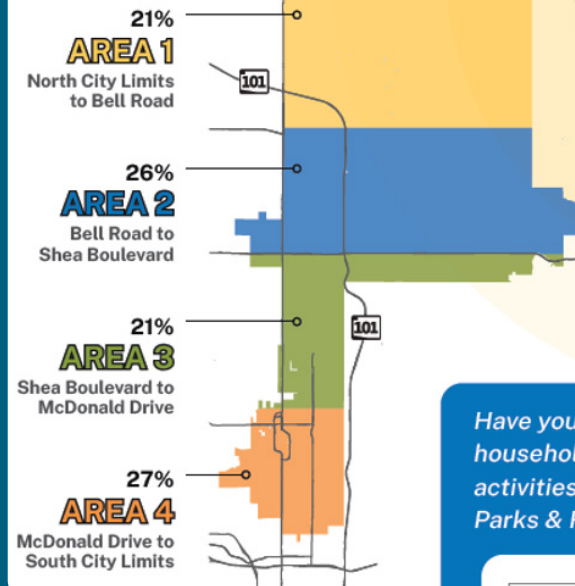 21%
AREA 1
North City Limits
to Bell Road
101
26%
AREA 2
Bell Road to
Shea Boulevard
21%
AREA 3
Shea Boulevard to
McDonald Drive
101
27%
AREA 4
McDonald Drive to
South City Limits
Have you
activities
Parks &